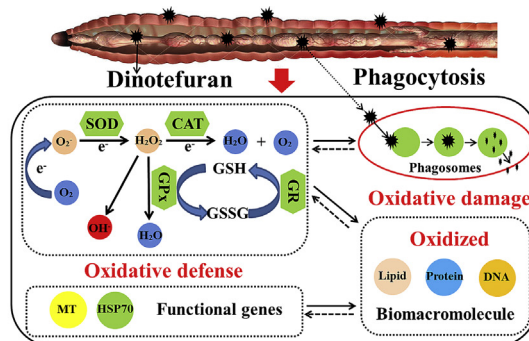 Dinotefuran
Phagocytosis
SOD
CAT
O₂⁻
e⁻
H₂O₂
e⁻
H₂O + O₂
e⁻
O₂
GPx
GSH
GR
GSSG
OH·
H₂O
Phagosomes
Oxidative damage
Oxidative defense
Oxidized
Lipid
Protein
DNA
Biomacromolecule
MT
HSP70
Functional genes